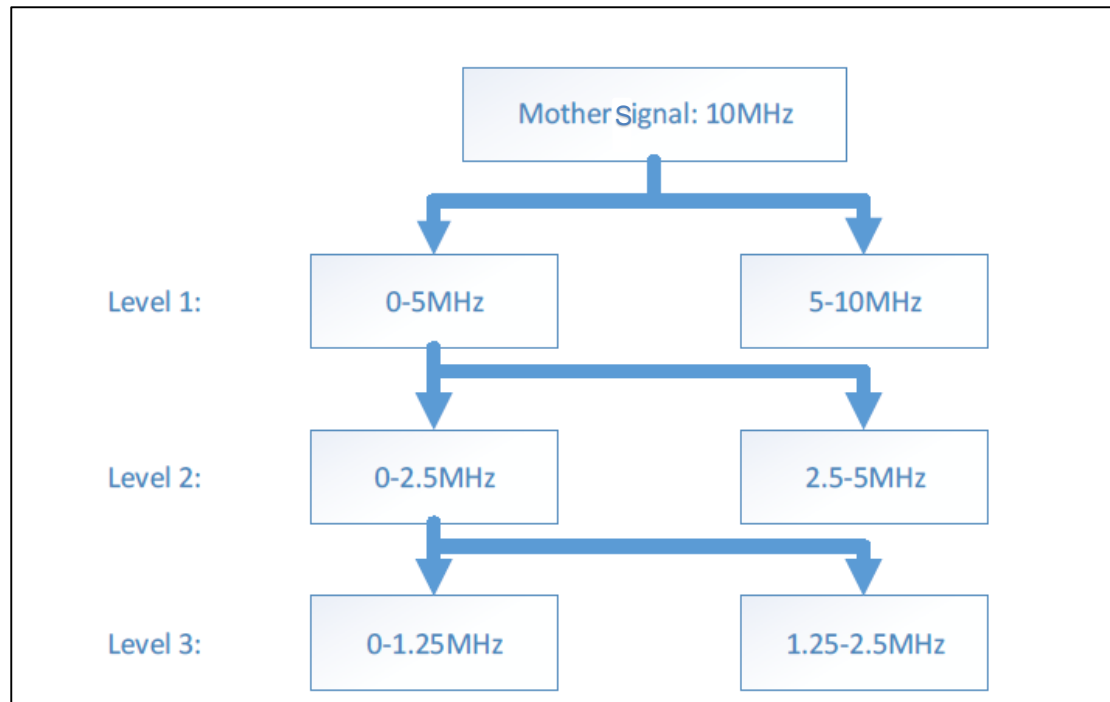 Mother Signal: 10MHz
Level 1:
0-5MHz
5-10MHz
Level 2:
0-2.5MHz
2.5-5MHz
Level 3:
0-1.25MHz
1.25-2.5MHz